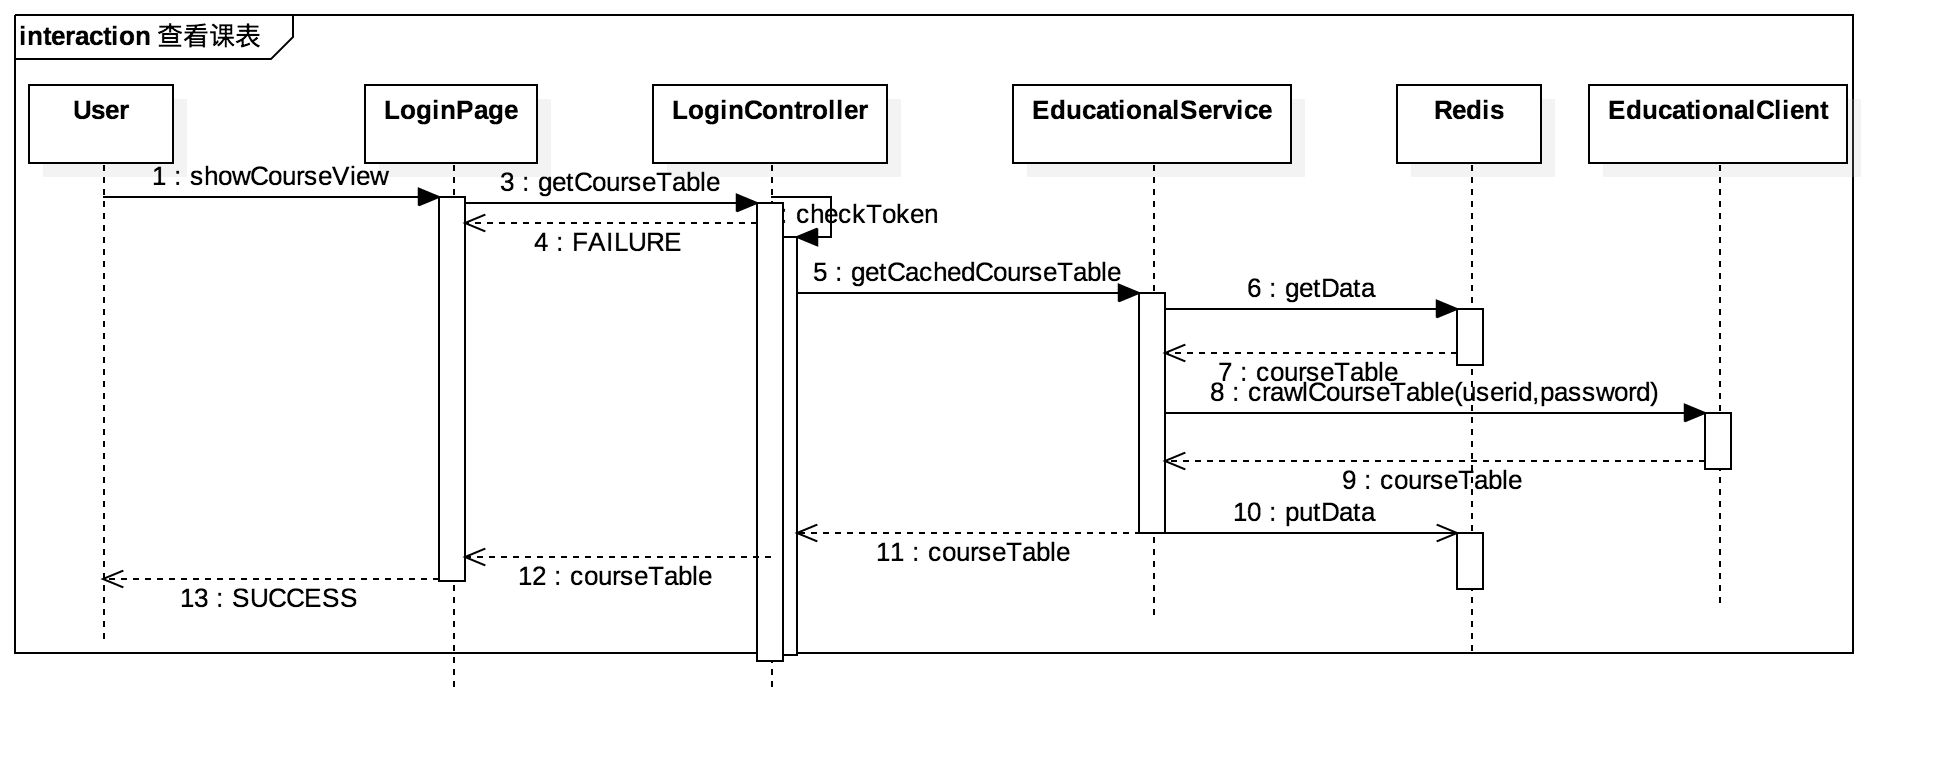 interaction 查看课表
User
LoginPage
LoginController
EducationalService
Redis
EducationalClient
1 : showCourseView
3 : getCourseTable
: checkToken
4 : FAILURE
5 : getCachedCourseTable
6 : getData
7 : courseTable
8 : crawlCourseTable(userid,password)
9 : courseTable
10 : putData
11 : courseTable
12 : courseTable
13 : SUCCESS